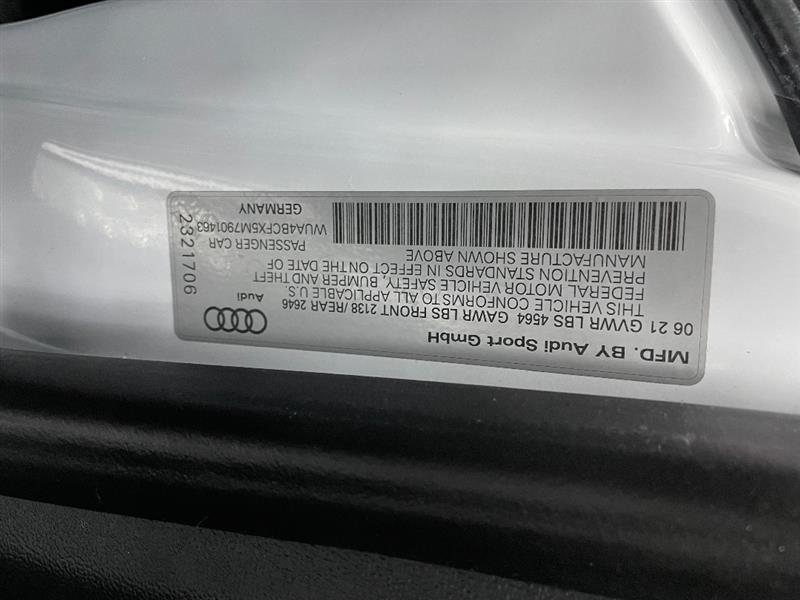 MFD. BY Audi Sport GmbH
06 21 GVWR LBS 4564 GAWR LBS FRONT 2138 /REAR 2646
THIS VEHICLE CONFORMS TO ALL APPLICABLE U.S.
FEDERAL MOTOR VEHICLE SAFETY, BUMPER AND THEFT
PREVENTION STANDARDS IN EFFECT ON THE DATE OF
MANUFACTURE SHOWN ABOVE
Audi
PASSENGER CAR
WUA4BCFX5M7901463
GERMANY
2321706